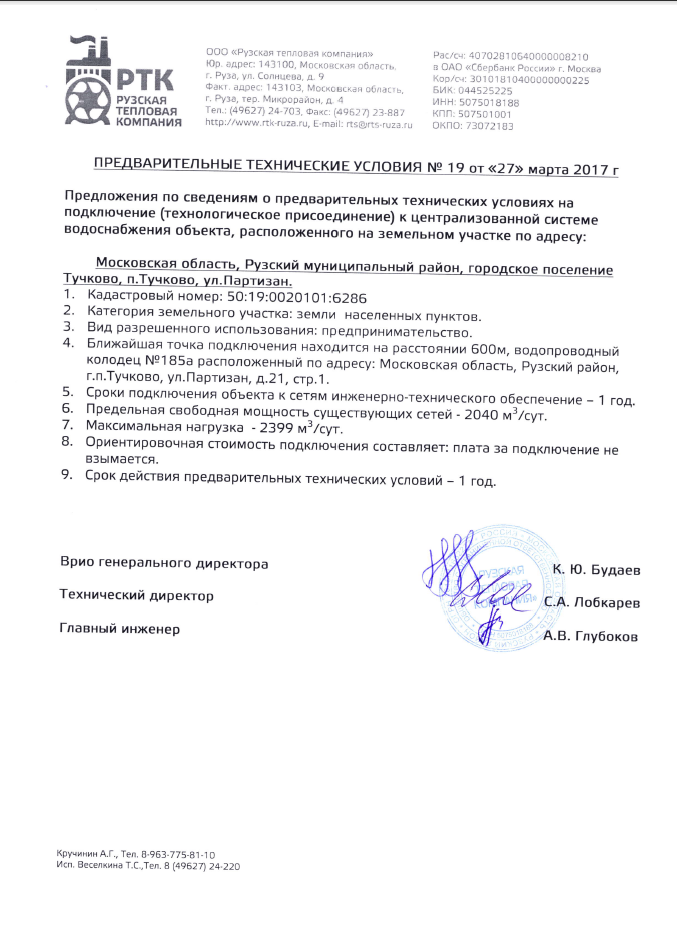 РТК
РУЗСКАЯ
ТЕПЛОВАЯ
КОМПАНИЯ
ООО «Рузская тепловая компания»
Юр. адрес: 143100, Московская область,
г. Руза, ул. Солнцева, д. 9
Факт. адрес: 143103, Московская область,
г. Руза, тер. Микрорайон, д. 4
Тел.: (49627) 24-703, Факс: (49627) 23-887
http://www.rtk-ruza.ru, E-mail: rts@rts-ruza.ru
Рас/сч: 40702810640000008210
в ОАО «Сбербанк России» г. Москва
Кор/сч: 30101810400000000225
БИК: 044525225
ИНН: 5075018188
КПП: 507501001
ОКПО: 73072183
ПРЕДВАРИТЕЛЬНЫЕ ТЕХНИЧЕСКИЕ УСЛОВИЯ № 19 от «27» марта 2017 г
Предложения по сведениям о предварительных технических условиях на
подключение (технологическое присоединение) к централизованной системе
водоснабжения объекта, расположенного на земельном участке по адресу:
Московская область, Рузский муниципальный район, городское поселение
Тучково, п.Тучково, ул.Партизан.
1. Кадастровый номер: 50:19:0020101:6286
2. Категория земельного участка: земли населенных пунктов.
3. Вид разрешенного использования: предпринимательство.
4. Ближайшая точка подключения находится на расстоянии 600м, водопроводный
колодец №185а расположенный по адресу: Московская область, Рузский район,
г.п.Тучково, ул.Партизан, д.21, стр.1.
5. Сроки подключения объекта к сетям инженерно-технического обеспечение – 1 год.
6. Предельная свободная мощность существующих сетей - 2040 м³/сут.
7. Максимальная нагрузка - 2399 м³/сут.
8. Ориентировочная стоимость подключения составляет: плата за подключение не
взымается.
9. Срок действия предварительных технических условий – 1 год.
Врио генерального директора К. Ю. Будаев
Технический директор С.А. Лобкарев
Главный инженер А.В. Глубоков
Кручинин А.Г., Тел. 8-963-775-81-10
Исп. Веселкина Т.С.,Тел. 8 (49627) 24-220